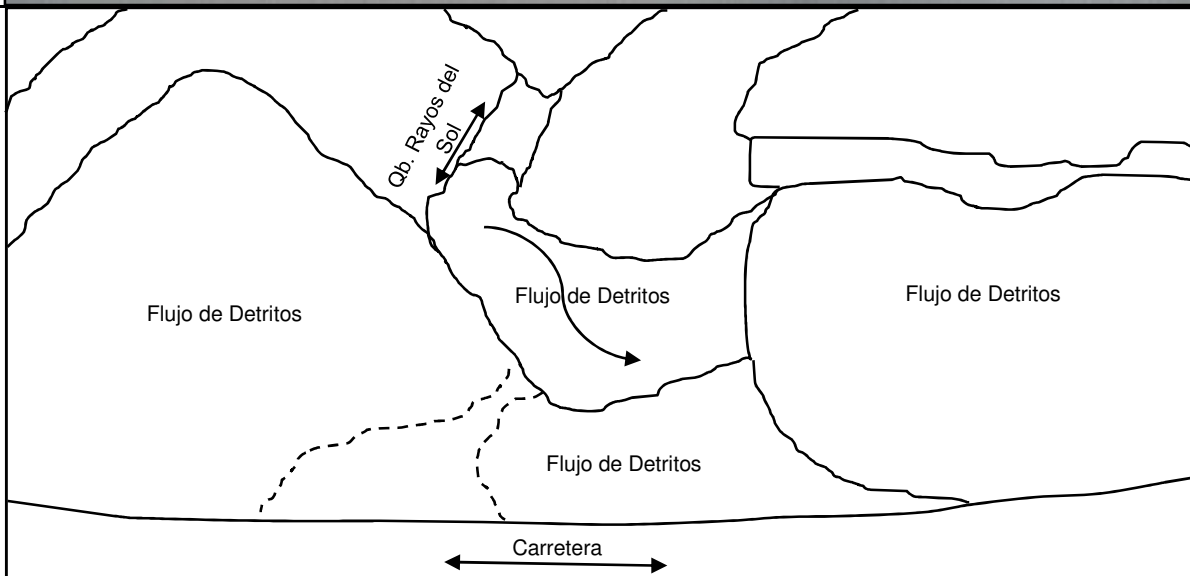 Qb. Rayos del
Sol
Flujo de Detritos
Flujo de Detritos
Flujo de Detritos
Flujo de Detritos
Carretera